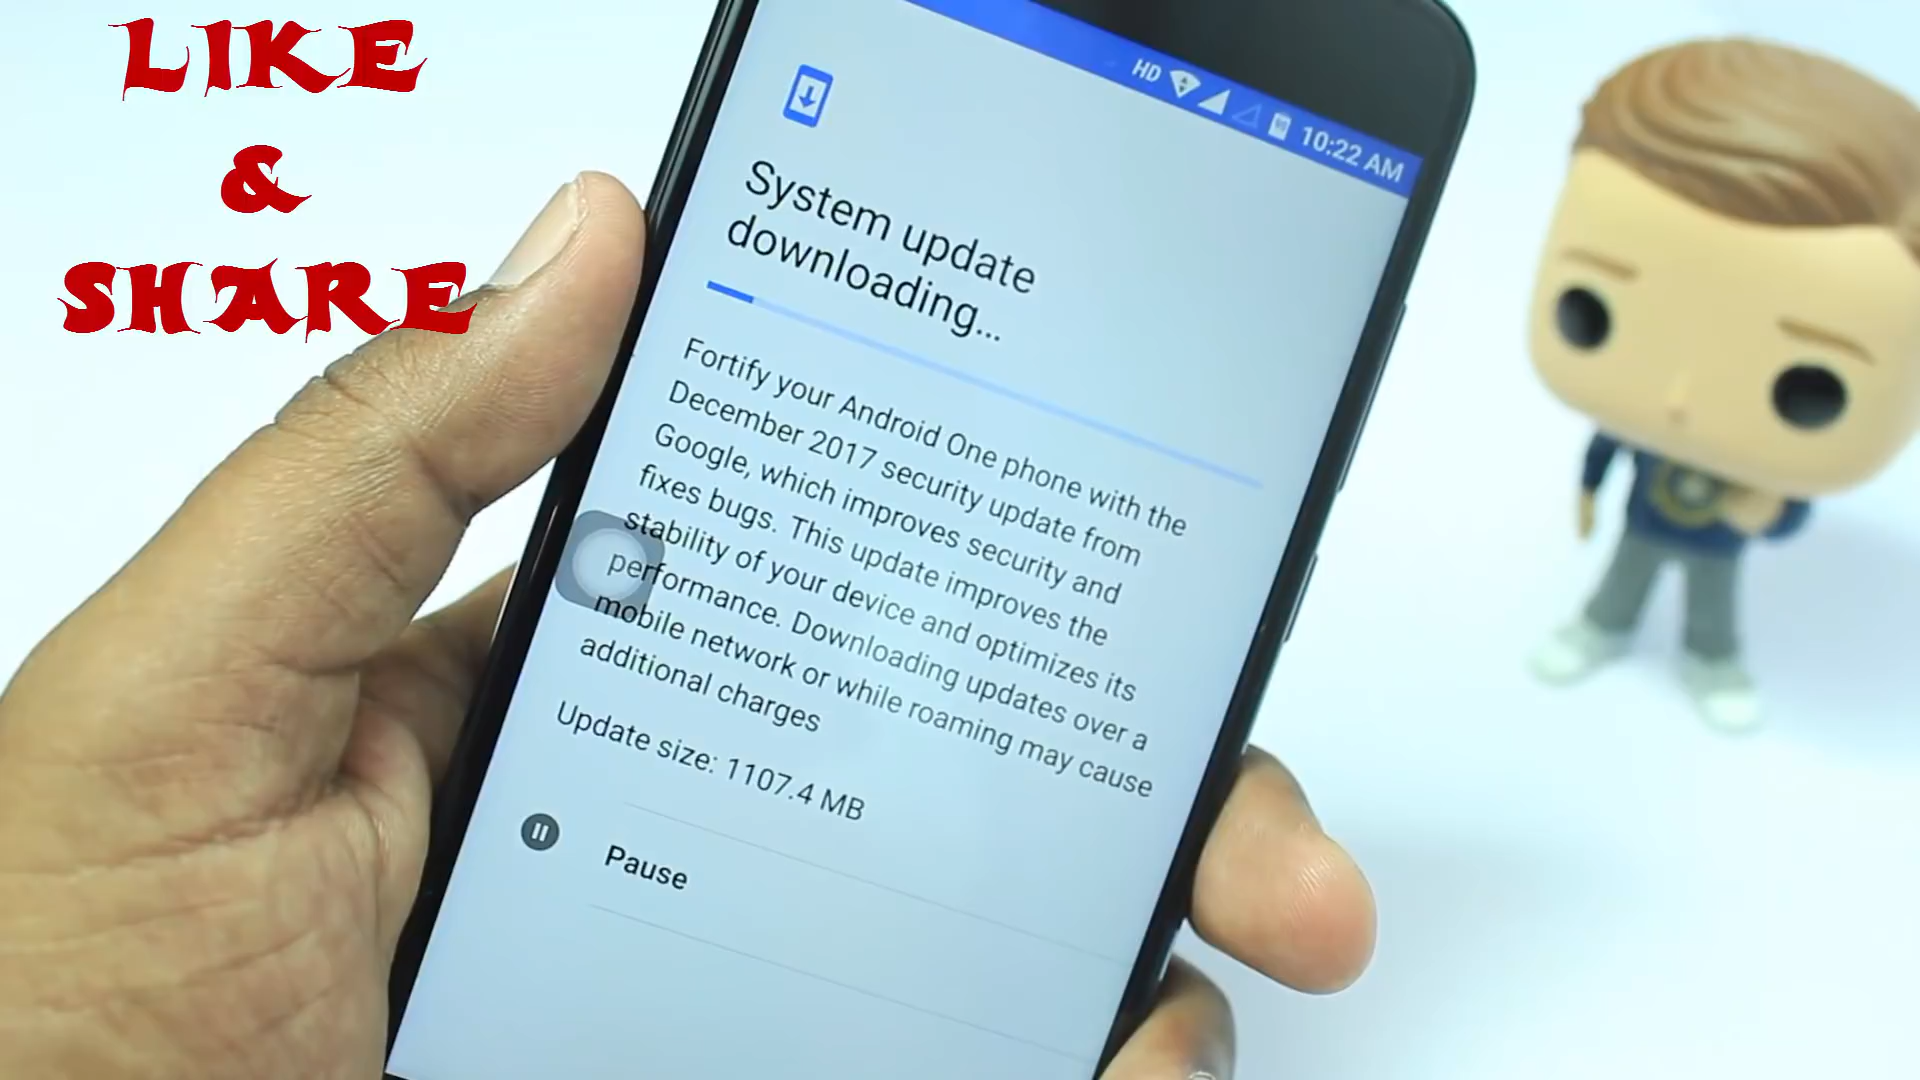 LIKE
&
SHARE
HD 10:22 AM
System update
downloading...
Fortify your Android One phone with the
December 2017 security update from
Google, which improves security and
fixes bugs. This update improves the
stability of your device and optimizes its
performance. Downloading updates over a
mobile network or while roaming may cause
additional charges
Update size: 1107.4 MB
Pause